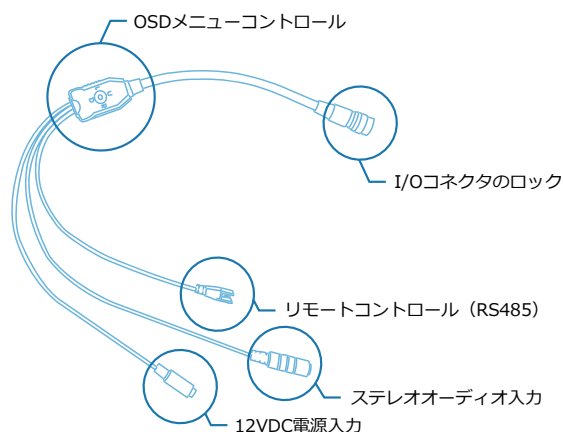 OSDメニューコントロール
I/Oコネクタのロック
リモートコントロール（RS485）
ステレオオーディオ入力
12VDC電源入力